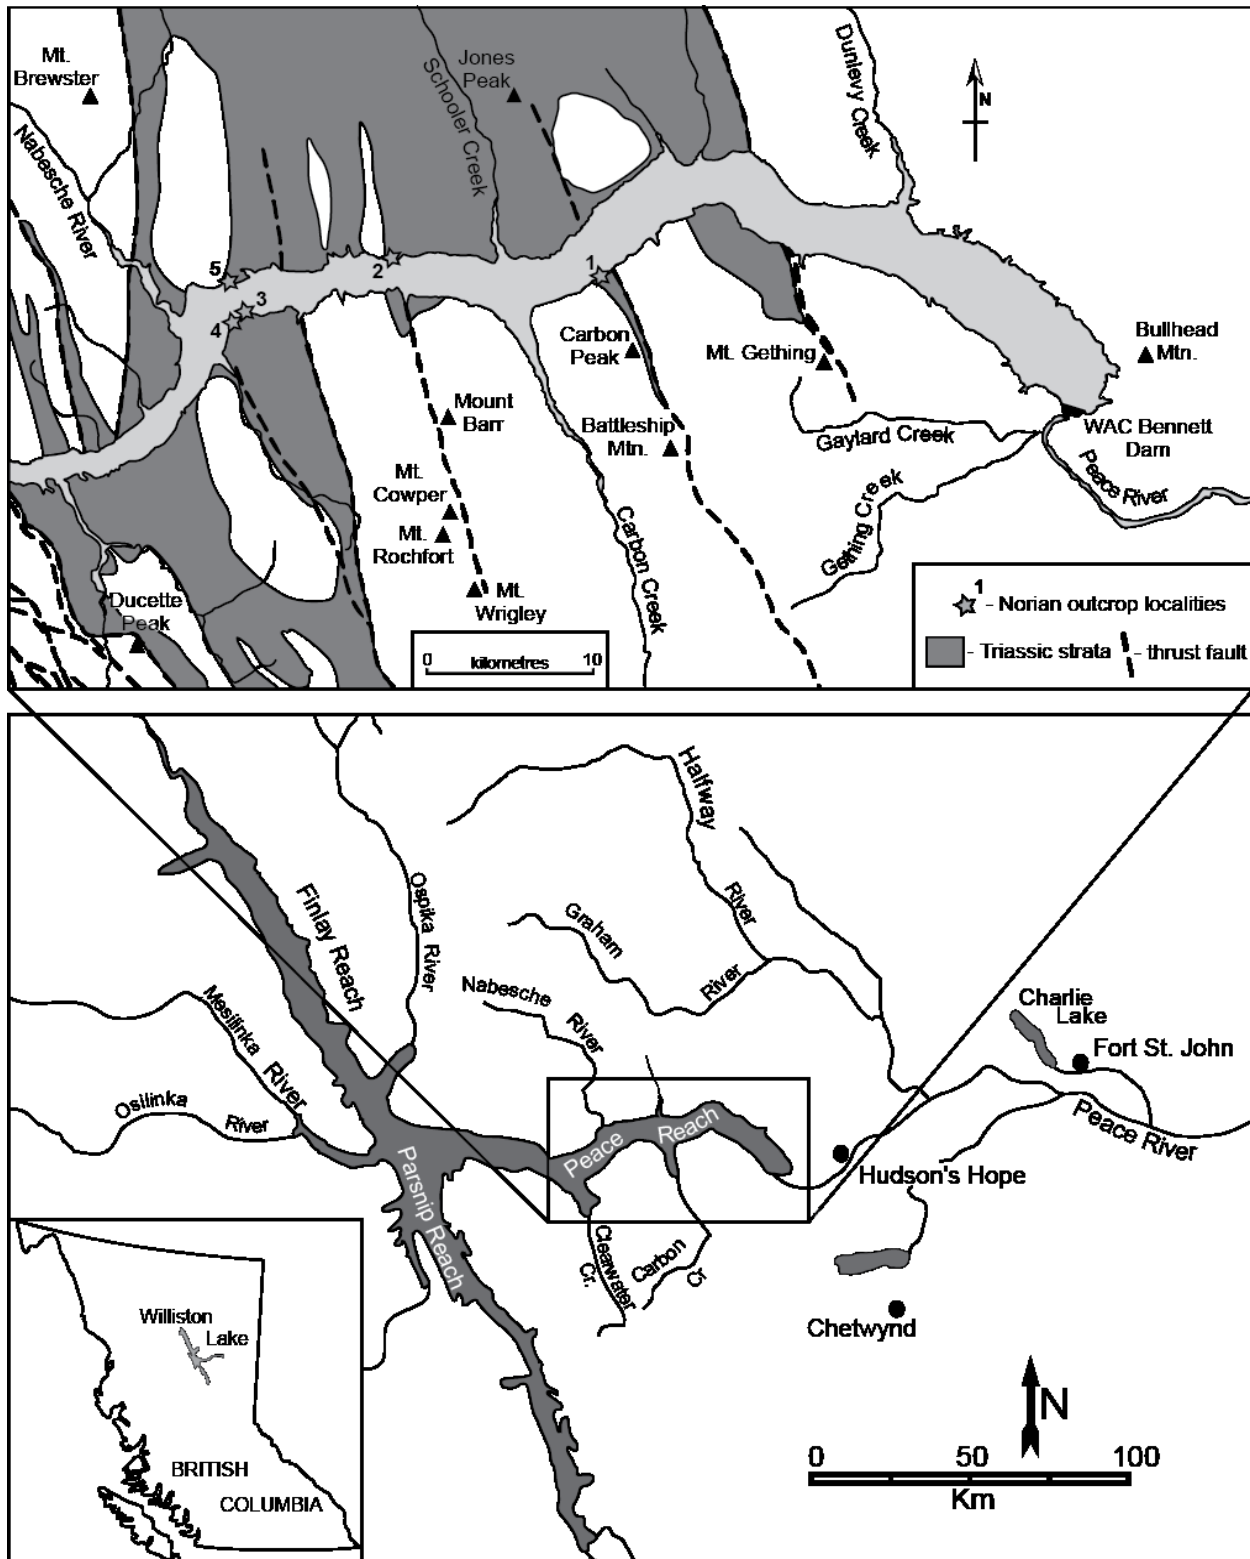 Mt.
Brewster
Nabesche River
Jones
Peak
Schooler Creek
Dunlevy Creek
N
5
3
4
2
1
Carbon
Peak
Mt. Gething
Bullhead
Mtn.
Mount
Barr
Battleship
Mtn.
Gaylard Creek
WAC Bennett
Dam
Peace River
Mt.
Cowper
Mt.
Rochfort
Gething Creek
Carbon Creek
Ducette
Peak
Mt.
Wrigley
0 kilometres 10
1 - Norian outcrop localities
- Triassic strata - thrust fault
Halfway
River
Finlay Reach
Ospika River
Graham
River
Nabesche
River
Mesilinka River
Osilinka
River
Charlie
Lake
Fort St. John
Peace River
Peace Reach
Hudson's Hope
Parsnip Reach
Clearwater
Cr.
Carbon
Cr
Chetwynd
Williston
Lake
BRITISH
COLUMBIA
N
0 50 100
Km